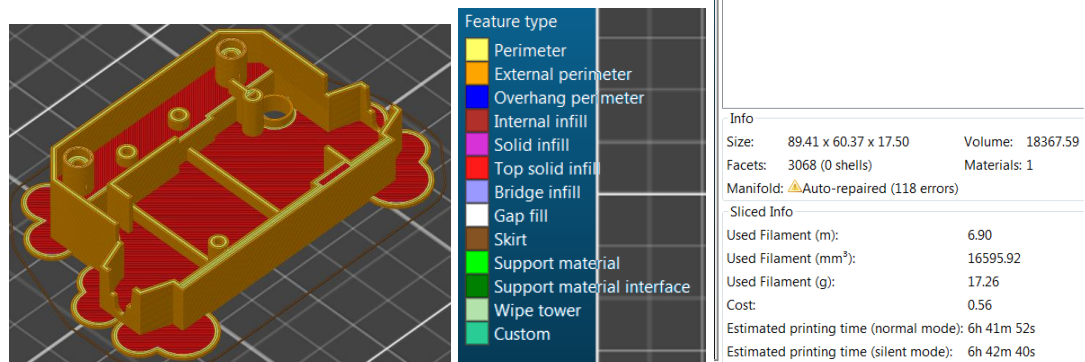 Feature type
Perimeter
External perimeter
Overhang perimeter
Internal infill
Solid infill
Top solid infill
Bridge infill
Gap fill
Skirt
Support material
Support material interface
Wipe tower
Custom
Info
Size: 89.41 x 60.37 x 17.50 Volume: 18367.59
Facets: 3068 (0 shells) Materials: 1
Manifold: Auto-repaired (118 errors)
Sliced Info
Used Filament (m): 6.90
Used Filament (mm³): 16595.92
Used Filament (g): 17.26
Cost: 0.56
Estimated printing time (normal mode): 6h 41m 52s
Estimated printing time (silent mode): 6h 42m 40s